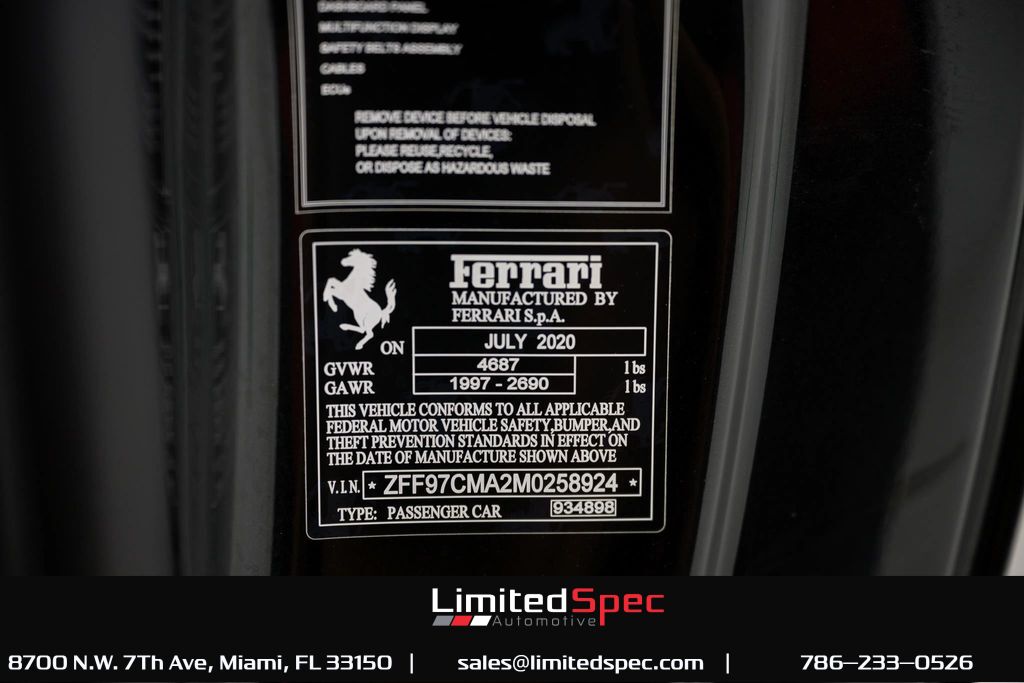 DASHBOARD PANEL
MULTIFUNCTION DISPLAY
SAFETY BELTS ASSEMBLY
CABLES
ECUs
REMOVE DEVICE BEFORE VEHICLE DISPOSAL
UPON REMOVAL OF DEVICES:
PLEASE REUSE,RECYCLE,
OR DISPOSE AS HAZARDOUS WASTE
Ferrari
MANUFACTURED BY
FERRARI S.p.A.
ON JULY 2020
GVWR 4687 lbs
GAWR 1997 - 2690 lbs
THIS VEHICLE CONFORMS TO ALL APPLICABLE
FEDERAL MOTOR VEHICLE SAFETY,BUMPER,AND
THEFT PREVENTION STANDARDS IN EFFECT ON
THE DATE OF MANUFACTURE SHOWN ABOVE
V.I.N. * ZFF97CMA2M0258924 *
TYPE: PASSENGER CAR 934898
LimitedSpec
Automotive
8700 N.W. 7Th Ave, Miami, FL 33150 | sales@limitedspec.com | 786-233-0526